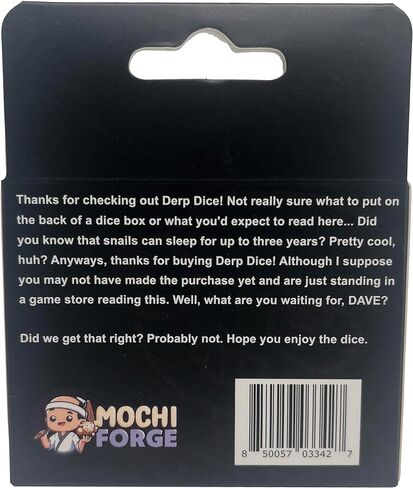 Thanks for checking out Derp Dice! Not really sure what to put on
the back of a dice box or what you'd expect to read here... Did
you know that snails can sleep for up to three years? Pretty cool,
huh? Anyways, thanks for buying Derp Dice! Although I suppose
you may not have made the purchase yet and are just standing in
a game store reading this. Well, what are you waiting for, DAVE?
Did we get that right? Probably not. Hope you enjoy the dice.
MOCHI
FORGE
8 50057 03342 7